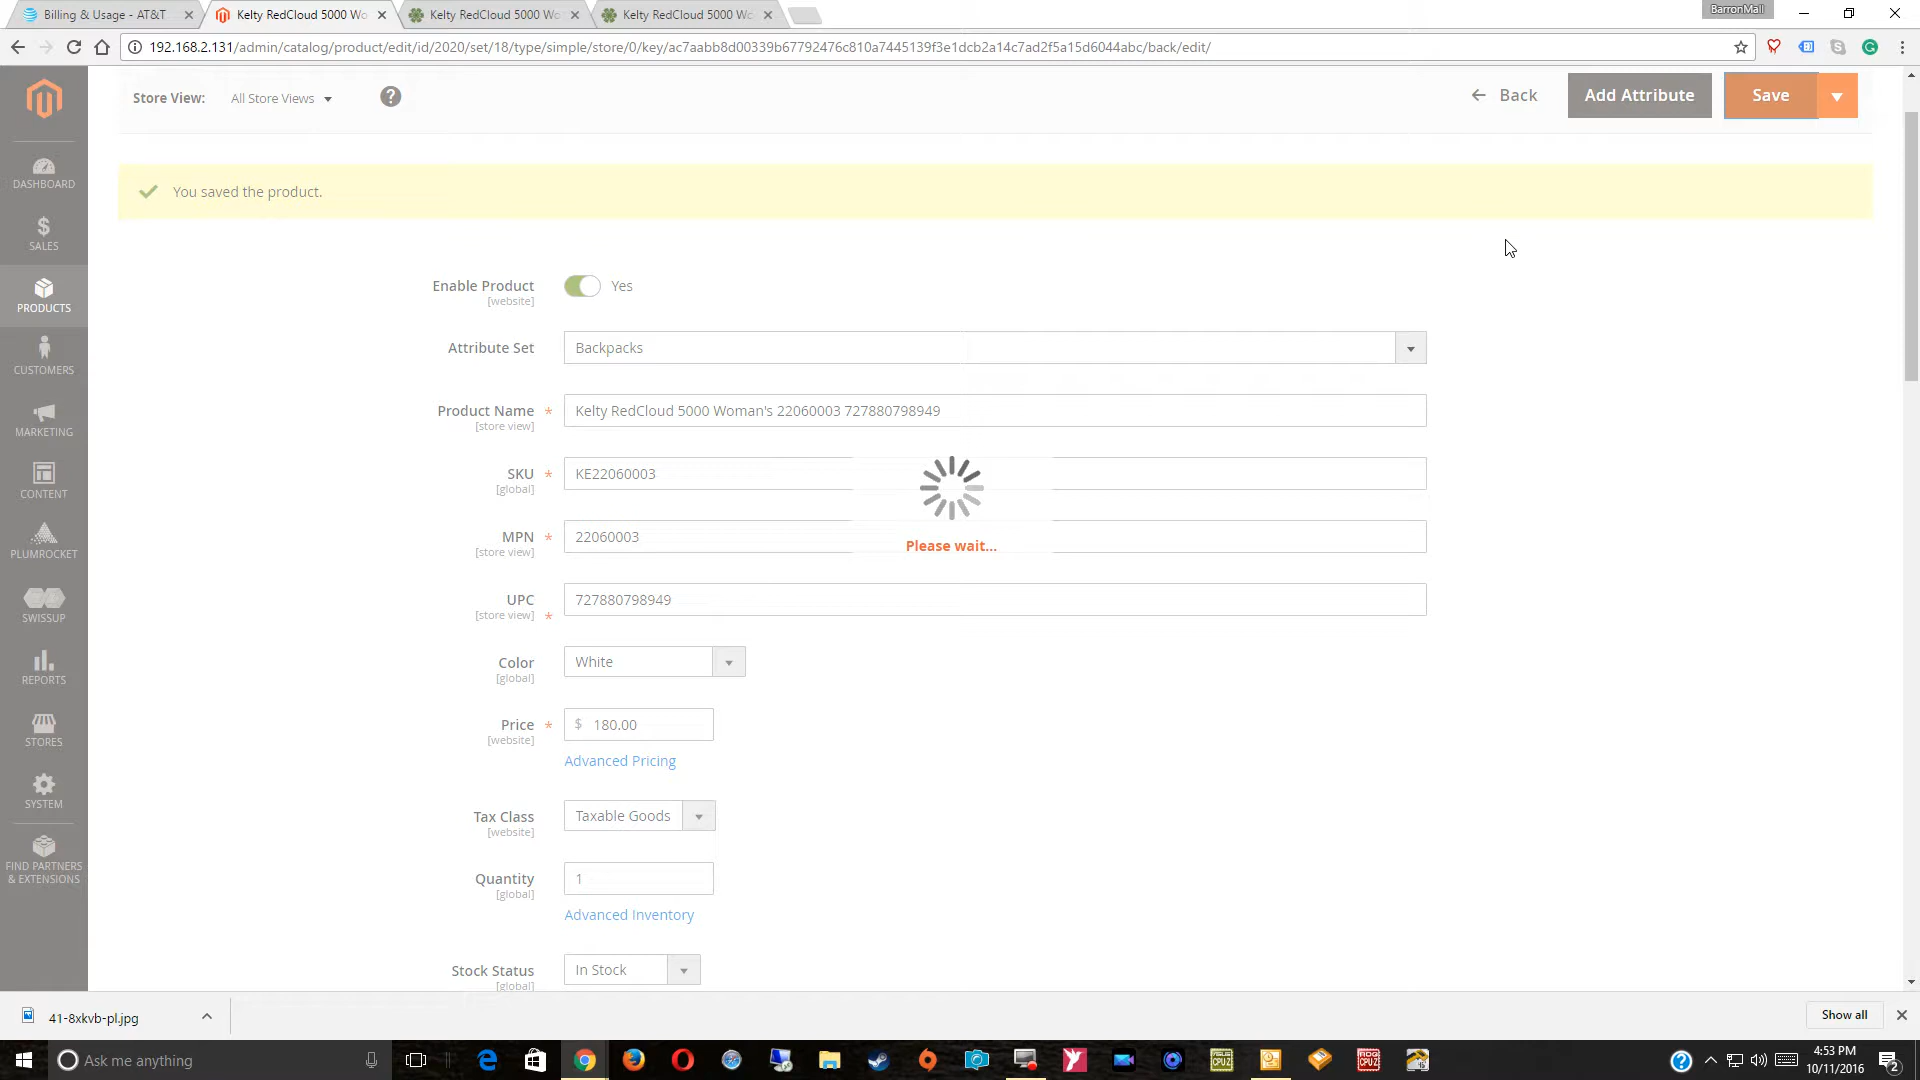 Billing & Usage - AT&T
Kelty RedCloud 5000 Wo
Kelty RedCloud 5000 Wo
Kelty RedCloud 5000 Wo
BarronMall
192.168.2.131/admin/catalog/product/edit/id/2020/set/18/type/simple/store/0/key/ac7aabb8d00339b67792476c810a7445139f3e1dcb2a14c7ad2f5a15d6044abc/back/edit/
Store View: All Store Views ?
Back
Add Attribute
Save
You saved the product.
DASHBOARD
SALES
PRODUCTS
CUSTOMERS
MARKETING
CONTENT
PLUMROCKET
SWISSUP
REPORTS
STORES
SYSTEM
FIND PARTNERS
& EXTENSIONS
Enable Product Yes
[website]
Attribute Set Backpacks
Product Name * Kelty RedCloud 5000 Woman's 22060003 727880798949
[store view]
SKU * KE22060003
[global]
MPN * 22060003
[store view]
Please wait...
UPC 727880798949
[store view] *
Color White
[global]
Price * $ 180.00
[website]
Advanced Pricing
Tax Class Taxable Goods
[website]
Quantity 1
[global]
Advanced Inventory
Stock Status In Stock
[global]
41-8xkvb-pl.jpg
Show all
Ask me anything
4:53 PM
10/11/2016
2